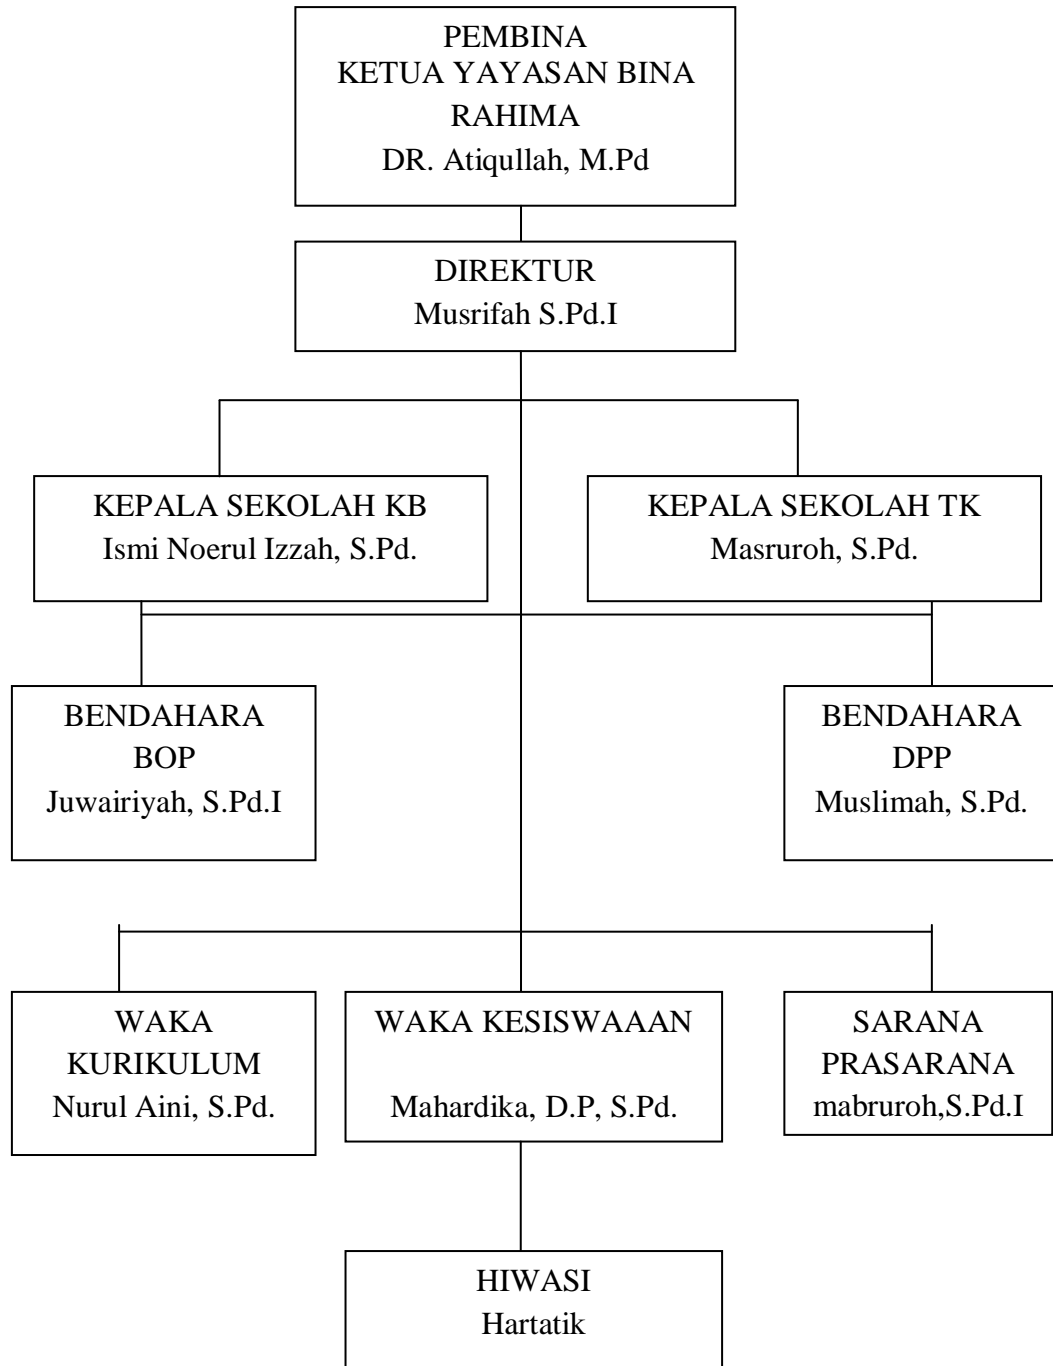 PEMBINA
KETUA YAYASAN BINA
RAHIMA
DR. Atiqullah, M.Pd
DIREKTUR
Musrifah S.Pd.I
KEPALA SEKOLAH KB
Ismi Noerul Izzah, S.Pd.
KEPALA SEKOLAH TK
Masruroh, S.Pd.
BENDAHARA
BOP
Juwairiyah, S.Pd.I
BENDAHARA
DPP
Muslimah, S.Pd.
WAKA
KURIKULUM
Nurul Aini, S.Pd.
WAKA KESISWAAAN
Mahardika, D.P, S.Pd.
SARANA
PRASARANA
mabruroh,S.Pd.I
HIWASI
Hartatik